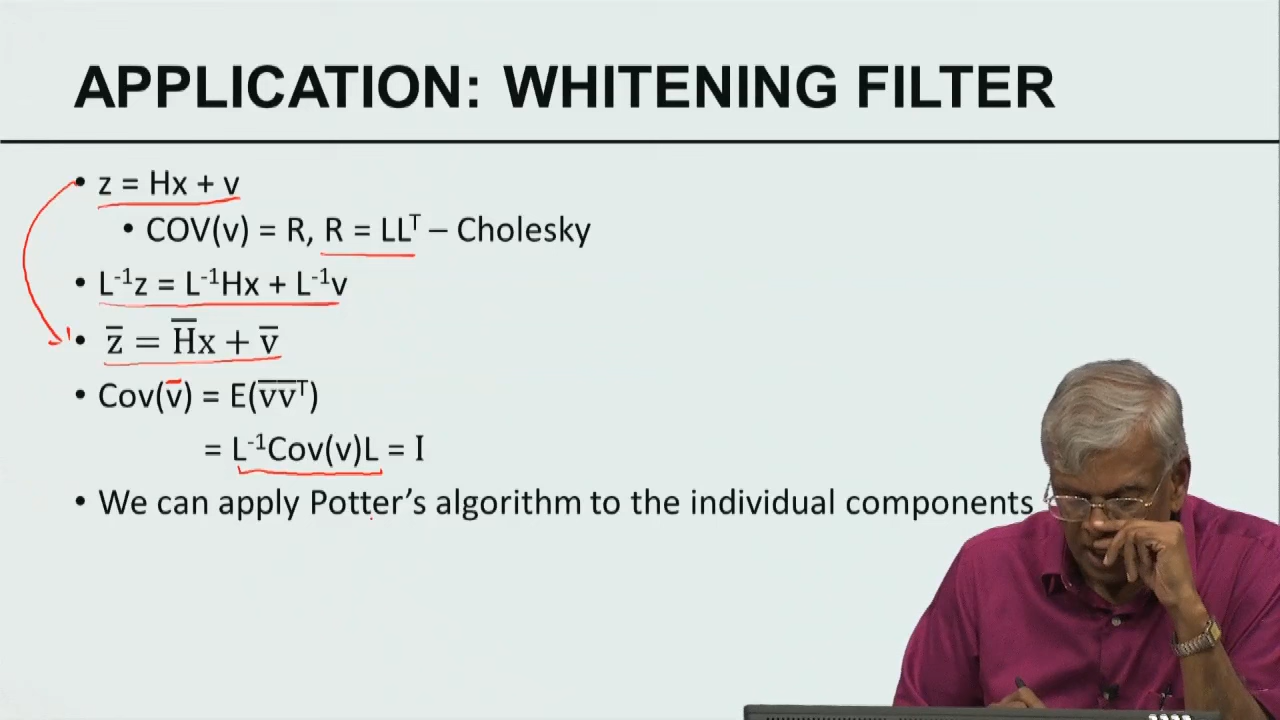 APPLICATION: WHITENING FILTER
• z = Hx + v
• COV(v) = R, R = LLᵀ – Cholesky
• L⁻¹z = L⁻¹Hx + L⁻¹v
• z̅ = H̅x + v̅
• Cov(v̅) = E(v̅v̅ᵀ)
= L⁻¹Cov(v)L = I
• We can apply Potter’s algorithm to the individual components